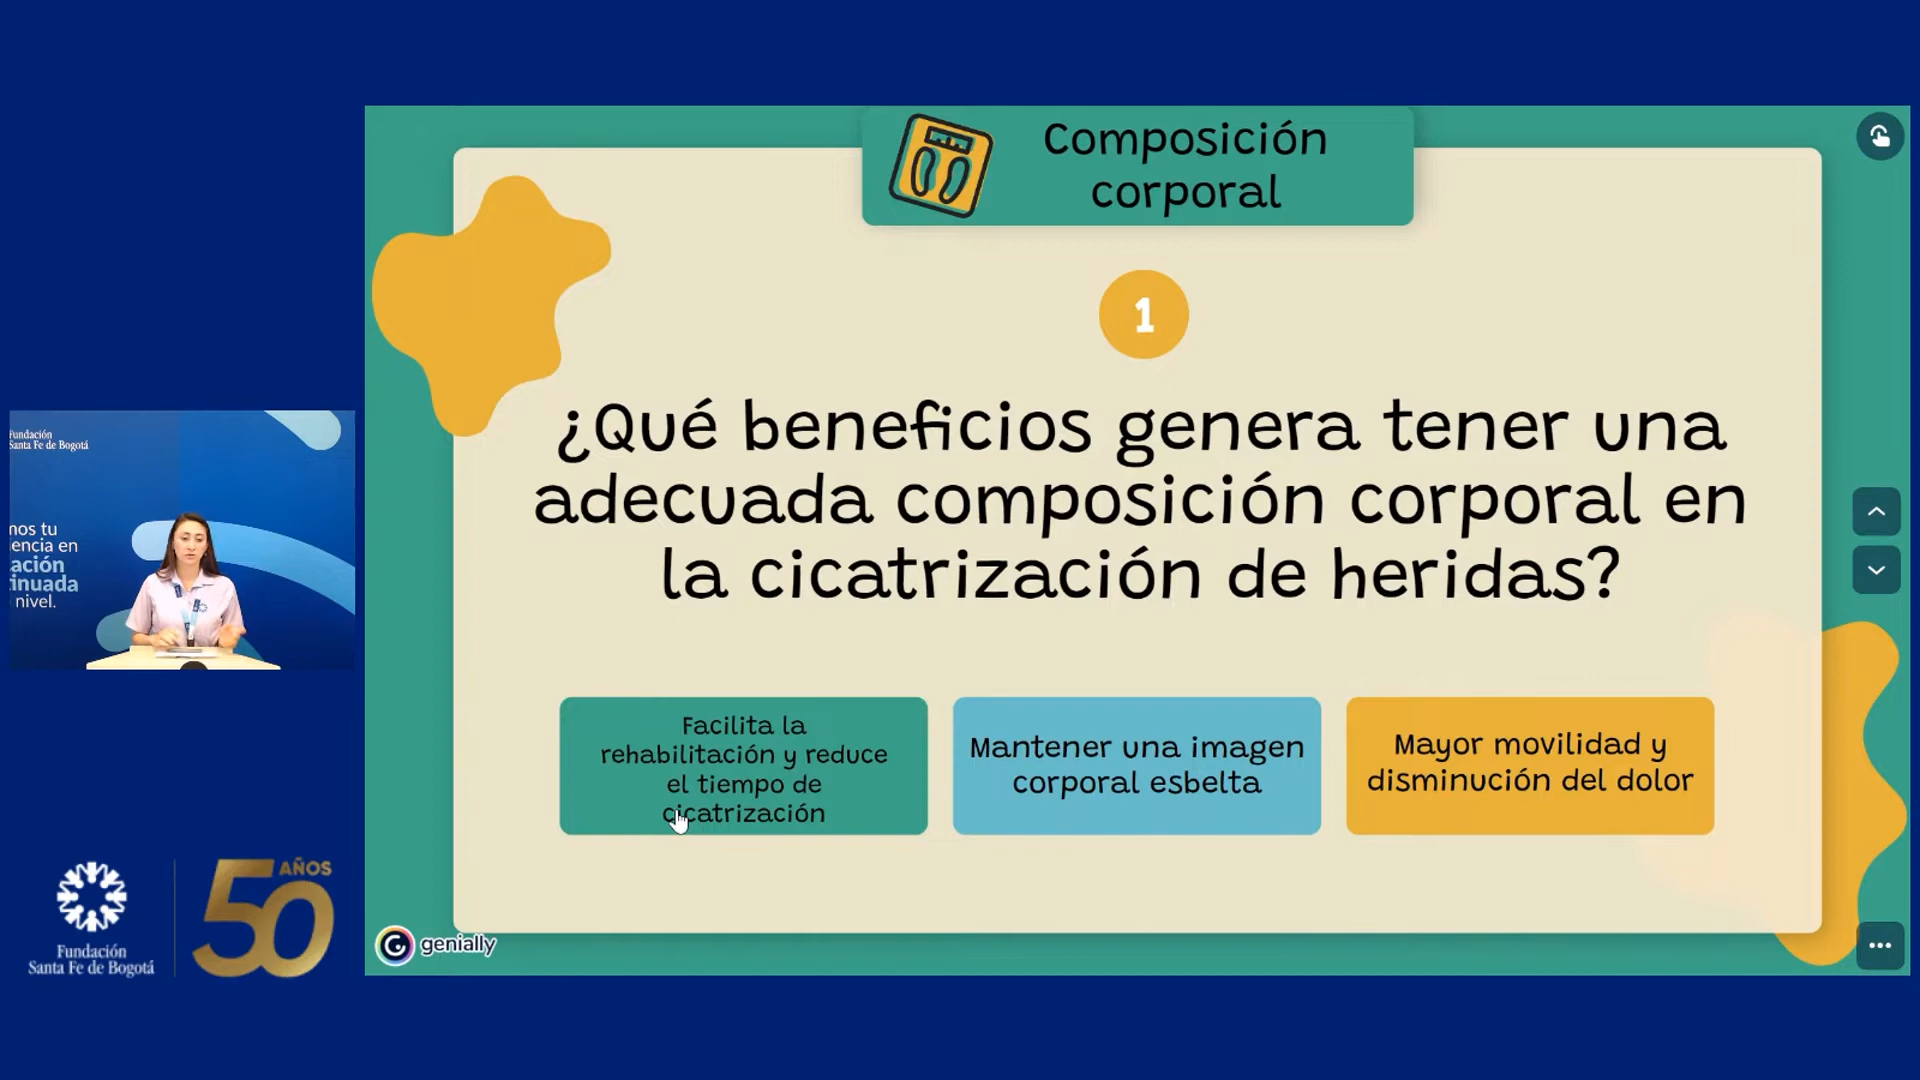 Composición
corporal
1
¿Qué beneficios genera tener una
adecuada composición corporal en
la cicatrización de heridas?
Facilita la
rehabilitación y reduce
el tiempo de
cicatrización
Mantener una imagen
corporal esbelta
Mayor movilidad y
disminución del dolor
genially
Fundación
Santa Fe de Bogotá
mos tu
encia en
ación
inuada
nivel.
Fundación
Santa Fe de Bogotá
50 AÑOS